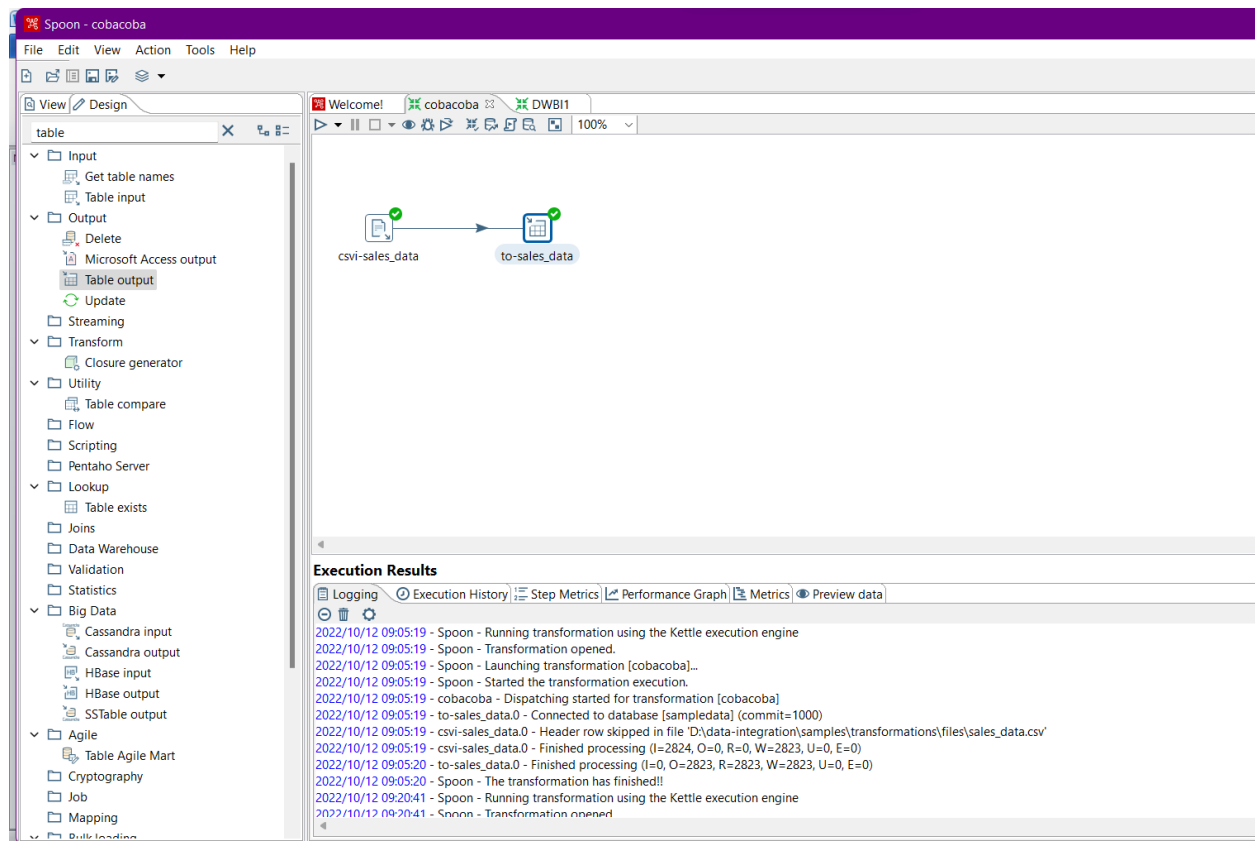 Spoon - cobacoba
File Edit View Action Tools Help
View Design
table
Input
Get table names
Table input
Output
Delete
Microsoft Access output
Table output
Update
Streaming
Transform
Closure generator
Utility
Table compare
Flow
Scripting
Pentaho Server
Lookup
Table exists
Joins
Data Warehouse
Validation
Statistics
Big Data
Cassandra input
Cassandra output
HBase input
HBase output
SSTable output
Agile
Table Agile Mart
Cryptography
Job
Mapping
Bulk loading
Welcome! cobacoba DWBI1
100%
csvi-sales_data to-sales_data
Execution Results
Logging Execution History Step Metrics Performance Graph Metrics Preview data
2022/10/12 09:05:19 - Spoon - Running transformation using the Kettle execution engine
2022/10/12 09:05:19 - Spoon - Transformation opened.
2022/10/12 09:05:19 - Spoon - Launching transformation [cobacoba]...
2022/10/12 09:05:19 - Spoon - Started the transformation execution.
2022/10/12 09:05:19 - cobacoba - Dispatching started for transformation [cobacoba]
2022/10/12 09:05:19 - to-sales_data.0 - Connected to database [sampledata] (commit=1000)
2022/10/12 09:05:19 - csvi-sales_data.0 - Header row skipped in file 'D:\data-integration\samples\transformations\files\sales_data.csv'
2022/10/12 09:05:19 - csvi-sales_data.0 - Finished processing (I=2824, O=0, R=0, W=2823, U=0, E=0)
2022/10/12 09:05:20 - to-sales_data.0 - Finished processing (I=0, O=2823, R=2823, W=2823, U=0, E=0)
2022/10/12 09:05:20 - Spoon - The transformation has finished!!
2022/10/12 09:20:41 - Spoon - Running transformation using the Kettle execution engine
2022/10/12 09:20:41 - Spoon - Transformation opened